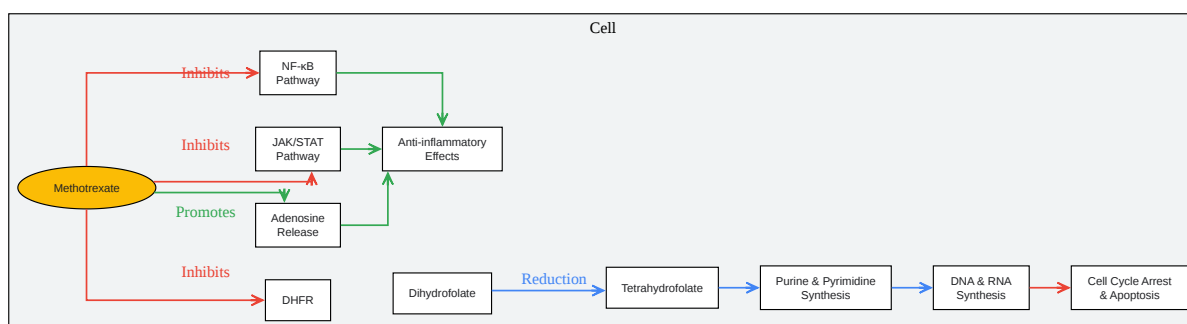 Cell
Inhibits
NF-κB
Pathway
Inhibits
JAK/STAT
Pathway
Anti-inflammatory
Effects
Methotrexate
Promotes
Adenosine
Release
Inhibits
DHFR
Dihydrofolate
Reduction
Tetrahydrofolate
Purine & Pyrimidine
Synthesis
DNA & RNA
Synthesis
Cell Cycle Arrest
& Apoptosis